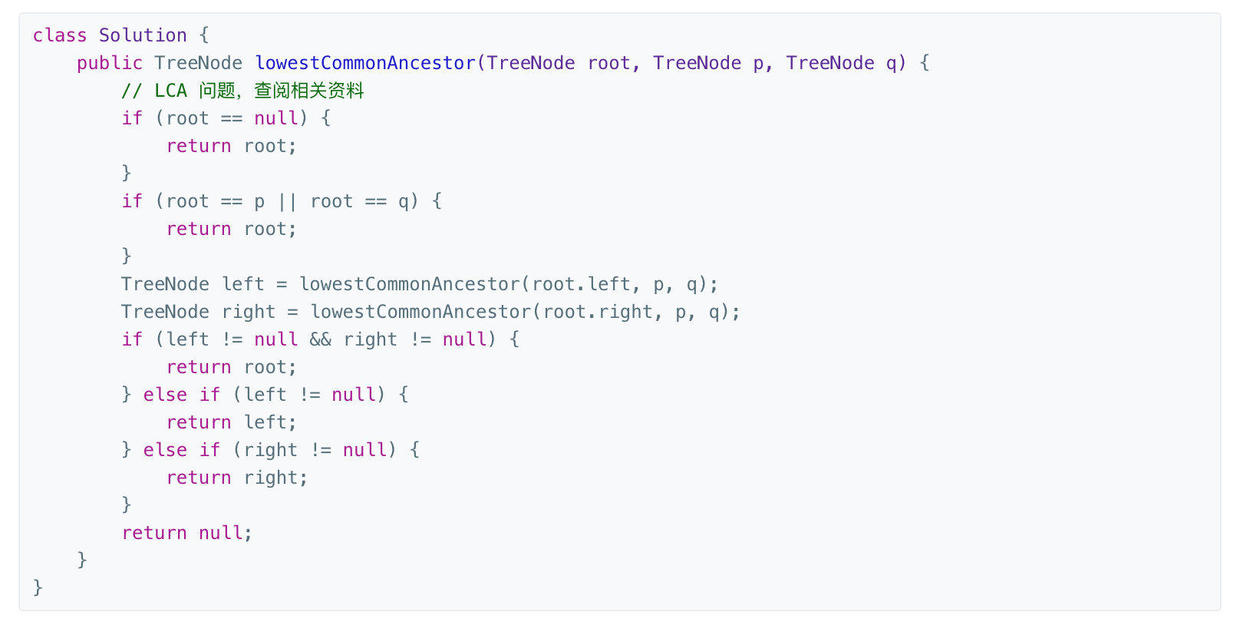 class Solution {
    public TreeNode lowestCommonAncestor(TreeNode root, TreeNode p, TreeNode q) {
        // LCA 问题，查阅相关资料
        if (root == null) {
            return root;
        }
        if (root == p || root == q) {
            return root;
        }
        TreeNode left = lowestCommonAncestor(root.left, p, q);
        TreeNode right = lowestCommonAncestor(root.right, p, q);
        if (left != null && right != null) {
            return root;
        } else if (left != null) {
            return left;
        } else if (right != null) {
            return right;
        }
        return null;
    }
}